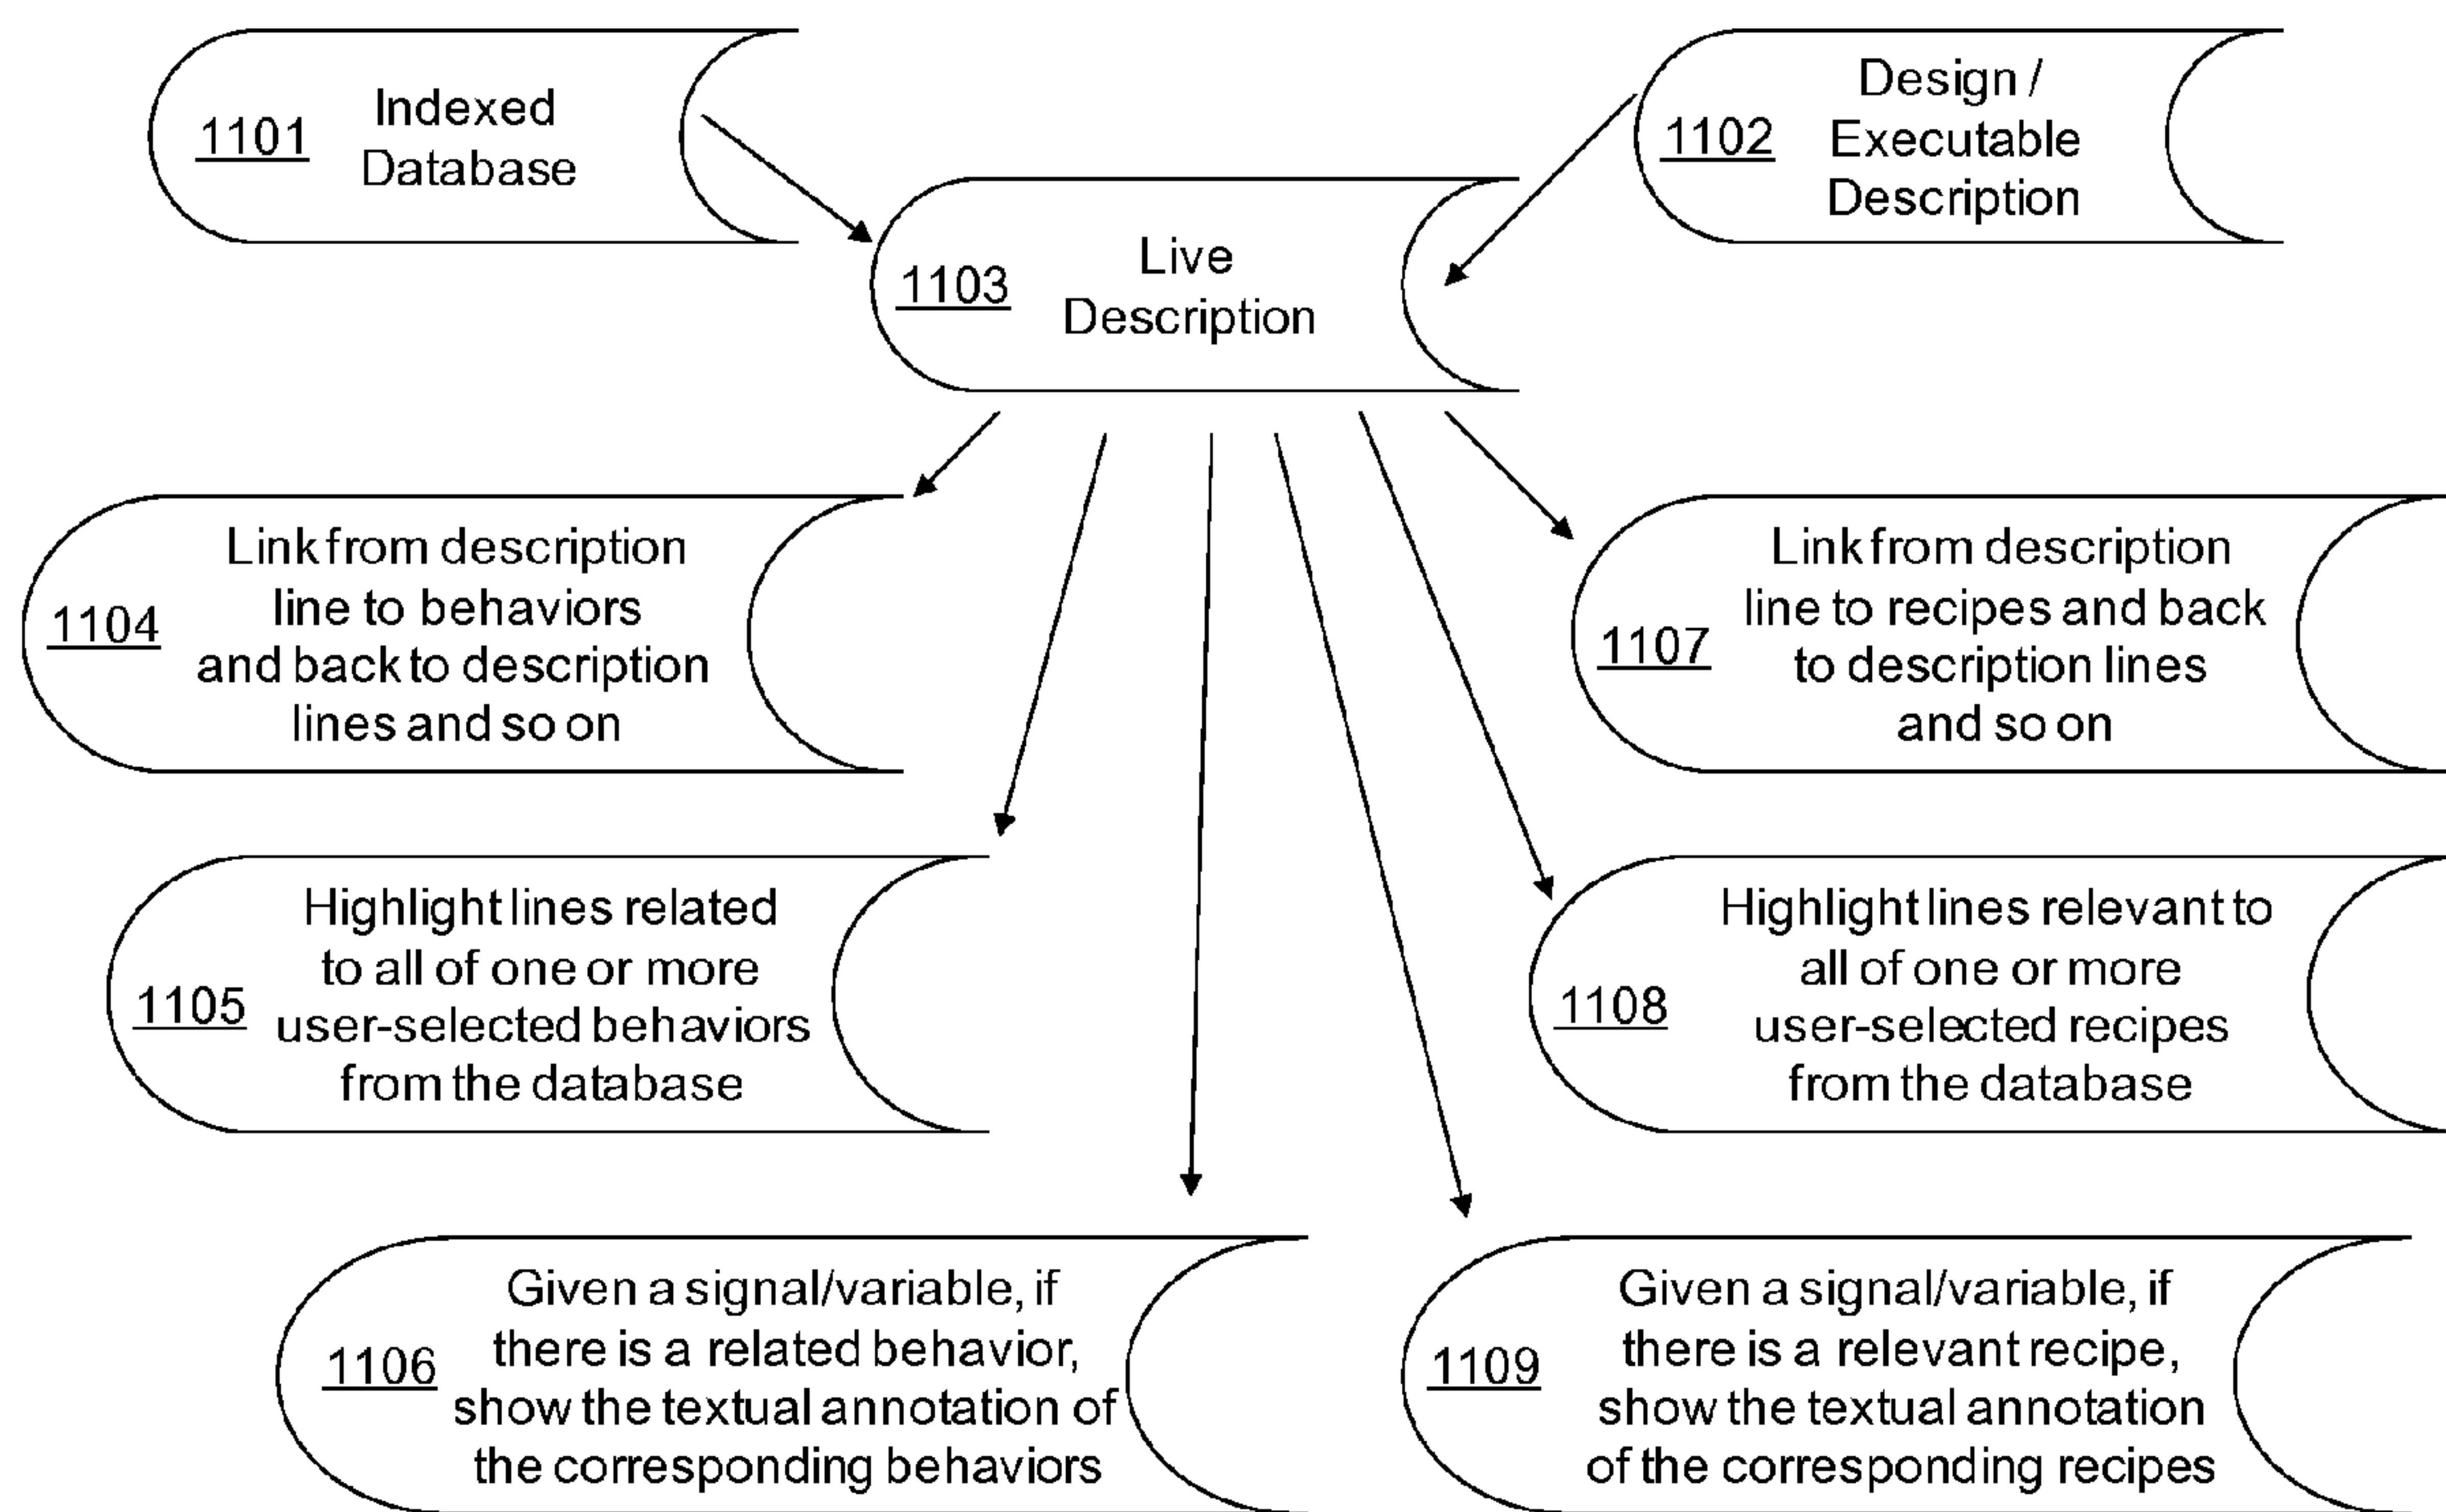 1101
Indexed
Database
1102
Design /
Executable
Description
1103
Live
Description
1104
Link from description
line to behaviors
and back to description
lines and so on
1107
Link from description
line to recipes and back
to description lines
and so on
1105
Highlight lines related
to all of one or more
user-selected behaviors
from the database
1108
Highlight lines relevant to
all of one or more
user-selected recipes
from the database
1106
Given a signal/variable, if
there is a related behavior,
show the textual annotation of
the corresponding behaviors
1109
Given a signal/variable, if
there is a relevant recipe,
show the textual annotation
of the corresponding recipes